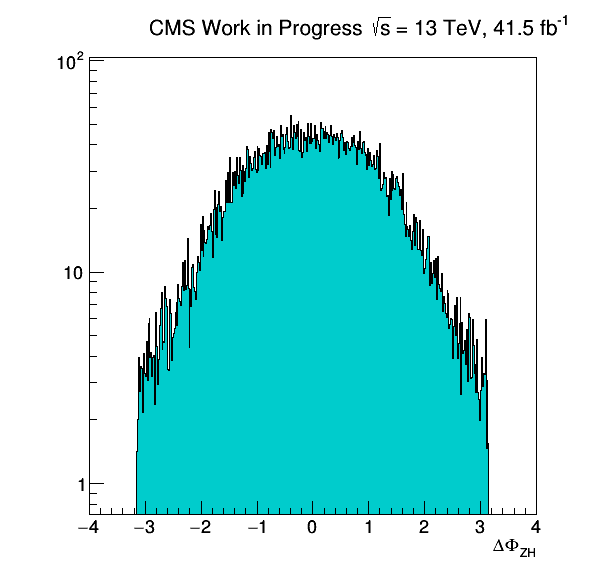 CMS Work in Progress √s = 13 TeV, 41.5 fb⁻¹
10²
10
1
−4 −3 −2 −1 0 1 2 3 4
ΔΦ_ZH